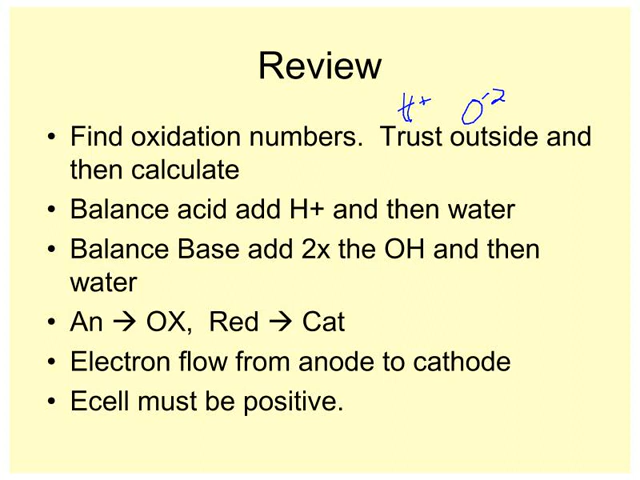 Review
H+ O-2
• Find oxidation numbers. Trust outside and
then calculate
• Balance acid add H+ and then water
• Balance Base add 2x the OH and then
water
• An → OX, Red → Cat
• Electron flow from anode to cathode
• Ecell must be positive.